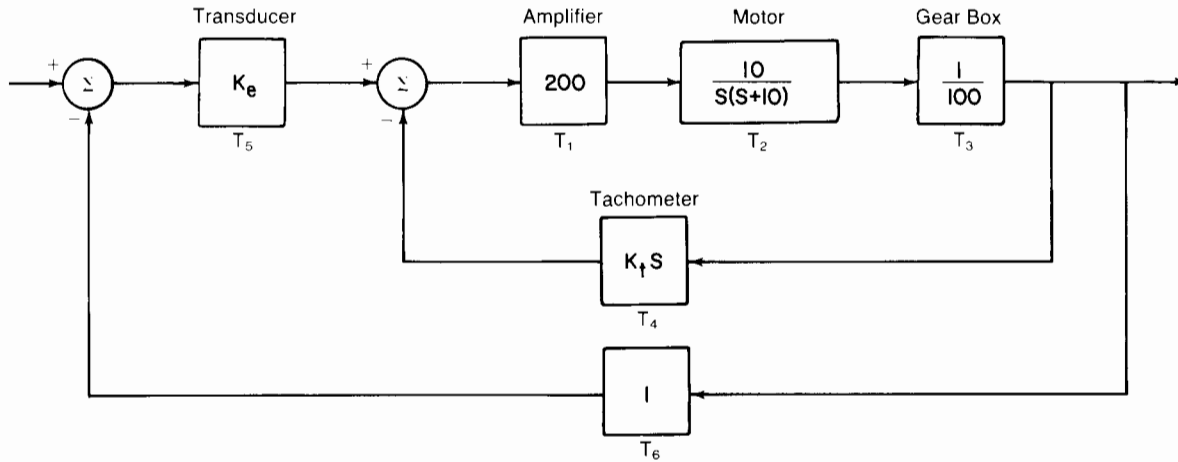 Transducer
Amplifier
Motor
Gear Box
+
Σ
−
Kₑ
T₅
+
Σ
−
200
T₁
10
S(S+10)
T₂
1
100
T₃
Tachometer
KₜS
T₄
1
T₆